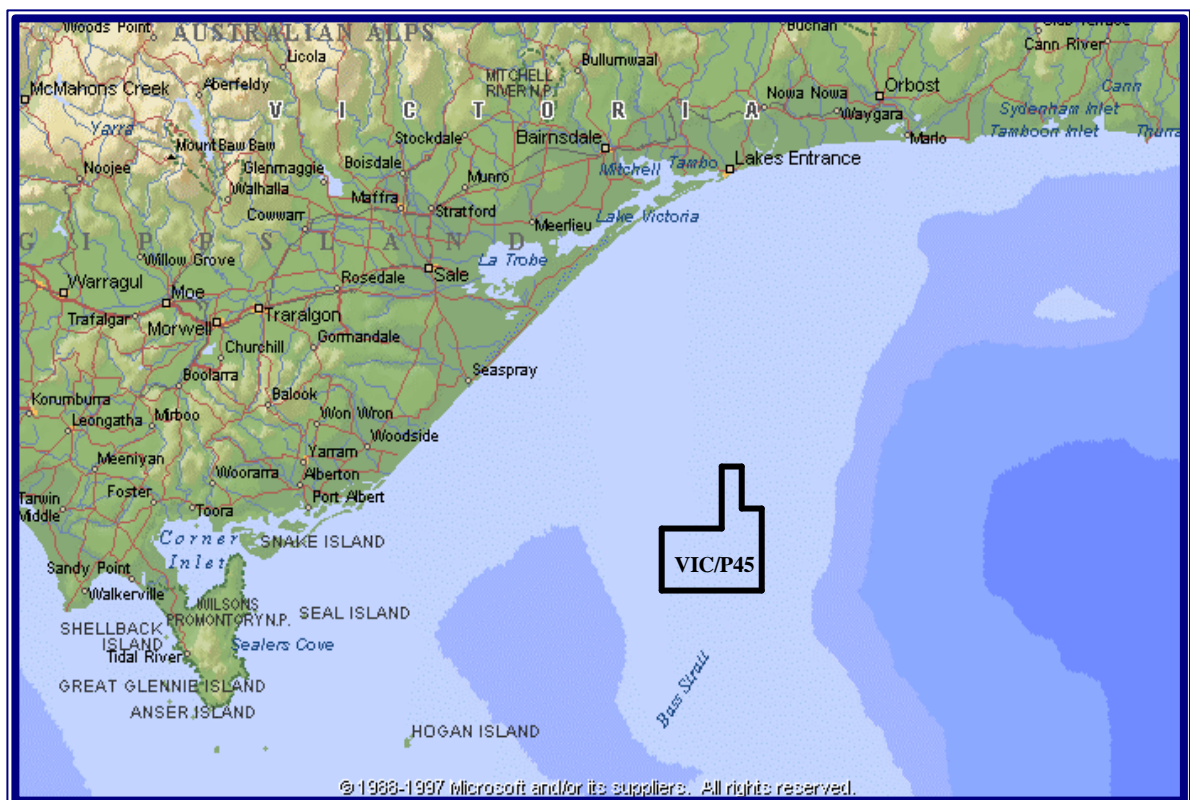 Woods Point
AUSTRALIAN ALPS
Licola
Buchan
Cann River
Bullumwaal
McMahons Creek
Aberfeldy
MITCHELL
RIVER N.P.
Orbost
Cann
Nowa Nowa
VICTORIA
Waygara
Sydenham Inlet
Yarra
Stockdale
Bairnsdale
Marlo
Tamboon Inlet
Mount Baw Baw
Noojee
Glenmaggie
Boisdale
Mitchell
Tambo
Lakes Entrance
Munro
Walhalla
Maffra
Stratford
Cowwarr
Meerlieu
Lake Victoria
GIPPSLAND
Willow Grove
La Trobe
Warragul
Moe
Rosedale
Sale
Trafalgar
Morwell
Traralgon
Gormandale
Churchill
Seaspray
Boolarra
Korumburra
Balook
Leongatha
Mirboo
Won Wron
Woodside
Meeniyan
Yarram
Woorarra
Alberton
Tarwin
Middle
Foster
Toora
Port Albert
Corner
Inlet
SNAKE ISLAND
Sandy Point
VIC/P45
Walkerville
WILSONS
PROMONTORY N.P.
SEAL ISLAND
SHELLBACK
ISLAND
Sealers Cove
Tidal River
GREAT GLENNIE ISLAND
Bass Strait
ANSER ISLAND
HOGAN ISLAND
© 1988-1997 Microsoft and/or its suppliers. All rights reserved.